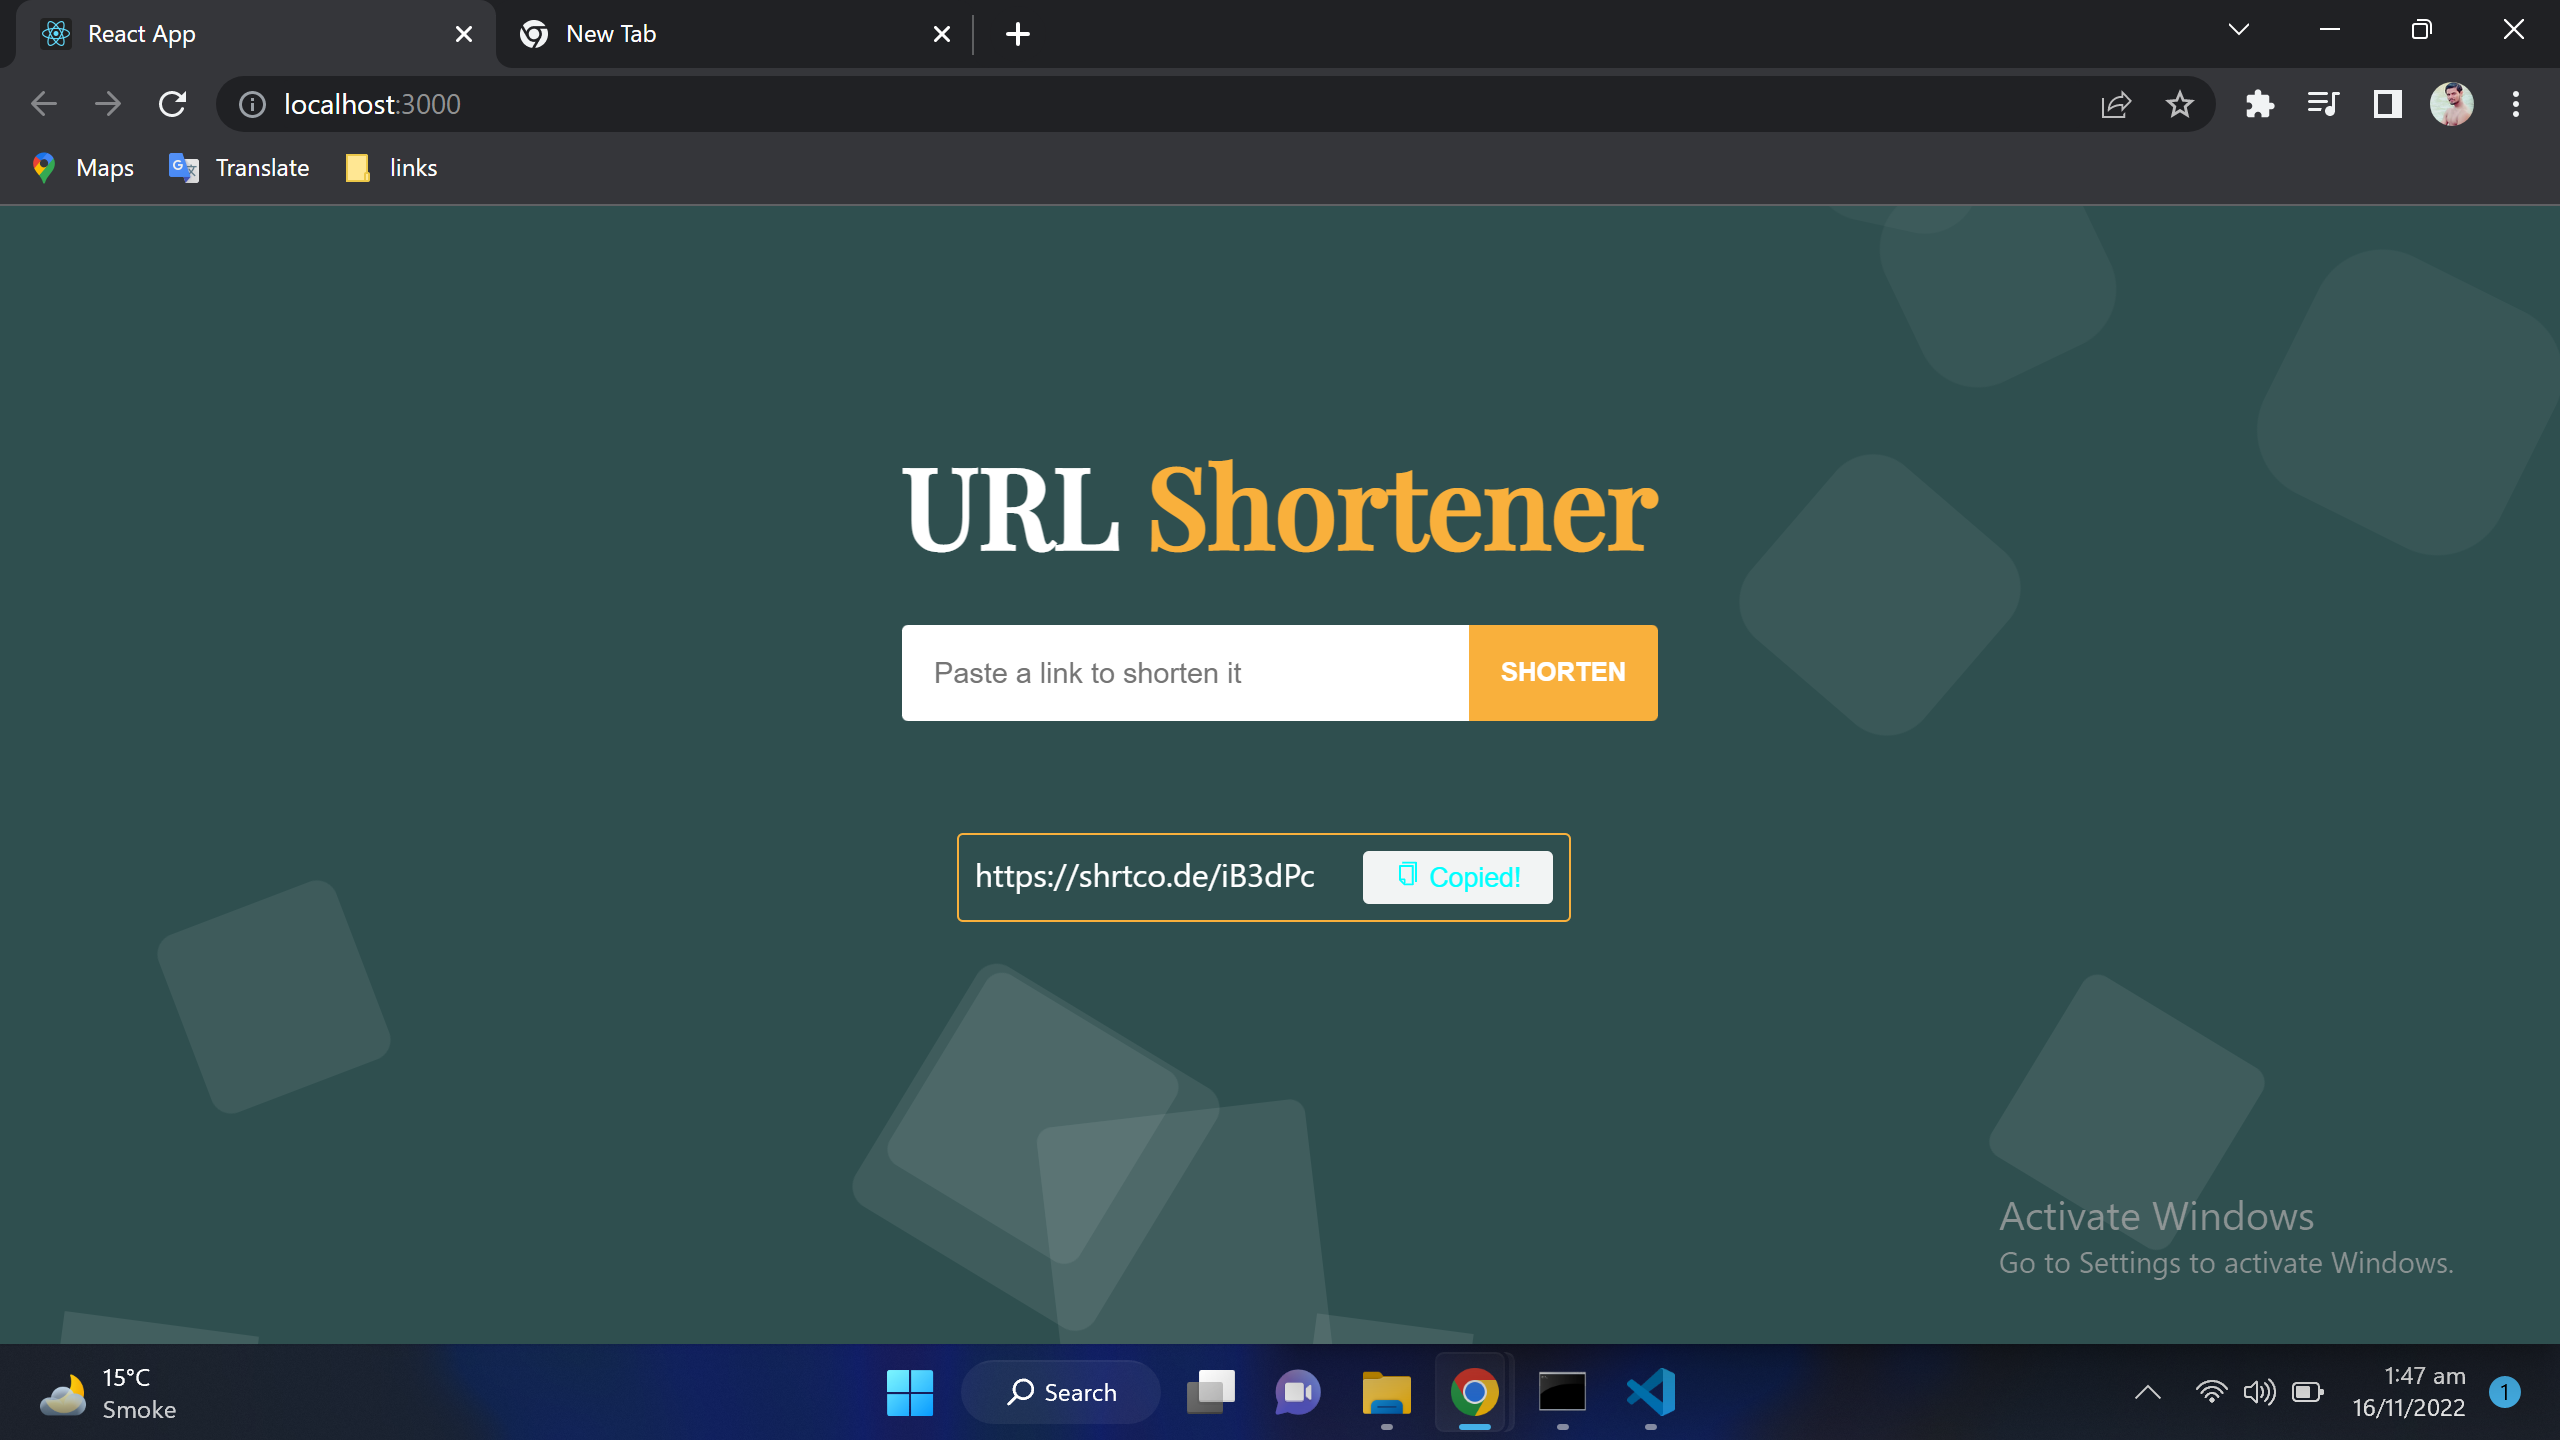 React App
New Tab
localhost:3000
Maps
Translate
links
URL Shortener
Paste a link to shorten it
SHORTEN
https://shrtco.de/iB3dPc
Copied!
Activate Windows
Go to Settings to activate Windows.
15°C
Smoke
Search
1:47 am
16/11/2022
1